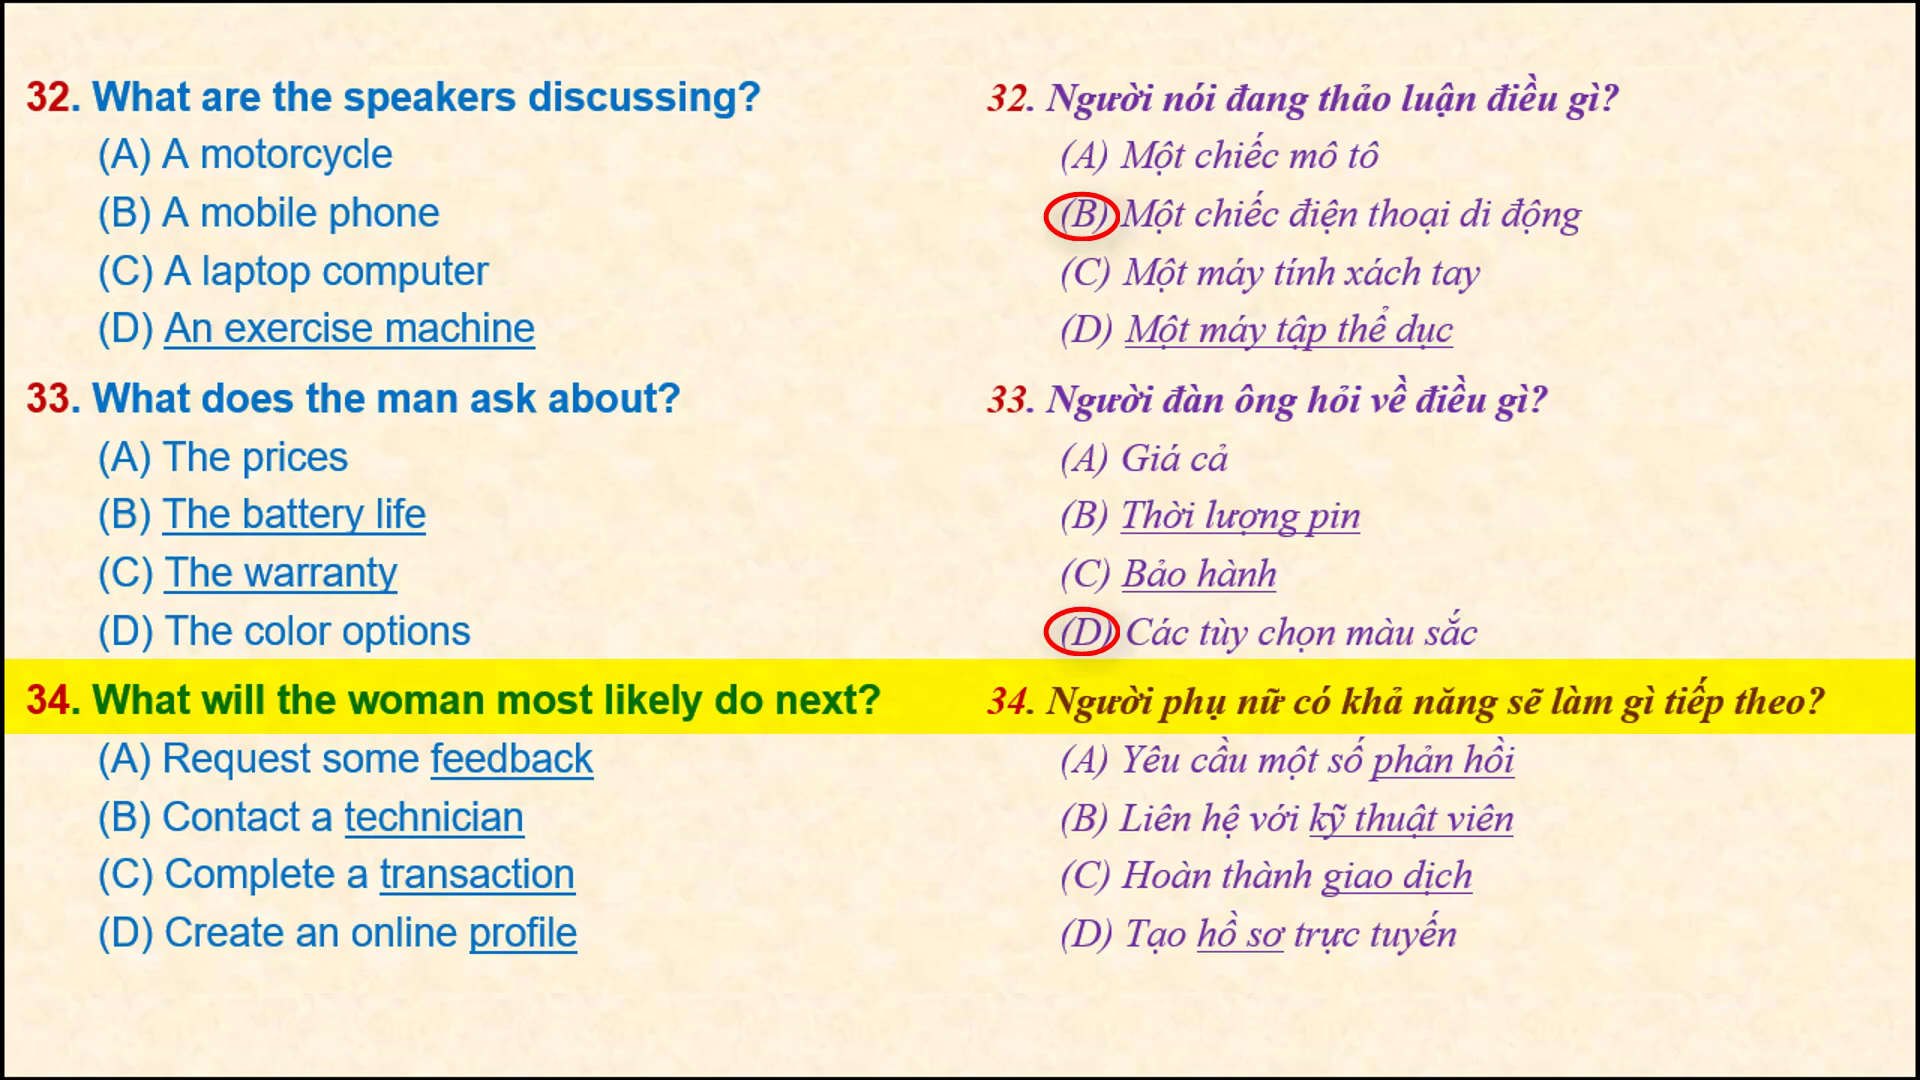 32. What are the speakers discussing?
(A) A motorcycle
(B) A mobile phone
(C) A laptop computer
(D) An exercise machine
33. What does the man ask about?
(A) The prices
(B) The battery life
(C) The warranty
(D) The color options
34. What will the woman most likely do next?
(A) Request some feedback
(B) Contact a technician
(C) Complete a transaction
(D) Create an online profile
32. Người nói đang thảo luận điều gì?
(A) Một chiếc mô tô
(B) Một chiếc điện thoại di động
(C) Một máy tính xách tay
(D) Một máy tập thể dục
33. Người đàn ông hỏi về điều gì?
(A) Giá cả
(B) Thời lượng pin
(C) Bảo hành
(D) Các tùy chọn màu sắc
34. Người phụ nữ có khả năng sẽ làm gì tiếp theo?
(A) Yêu cầu một số phản hồi
(B) Liên hệ với kỹ thuật viên
(C) Hoàn thành giao dịch
(D) Tạo hồ sơ trực tuyến